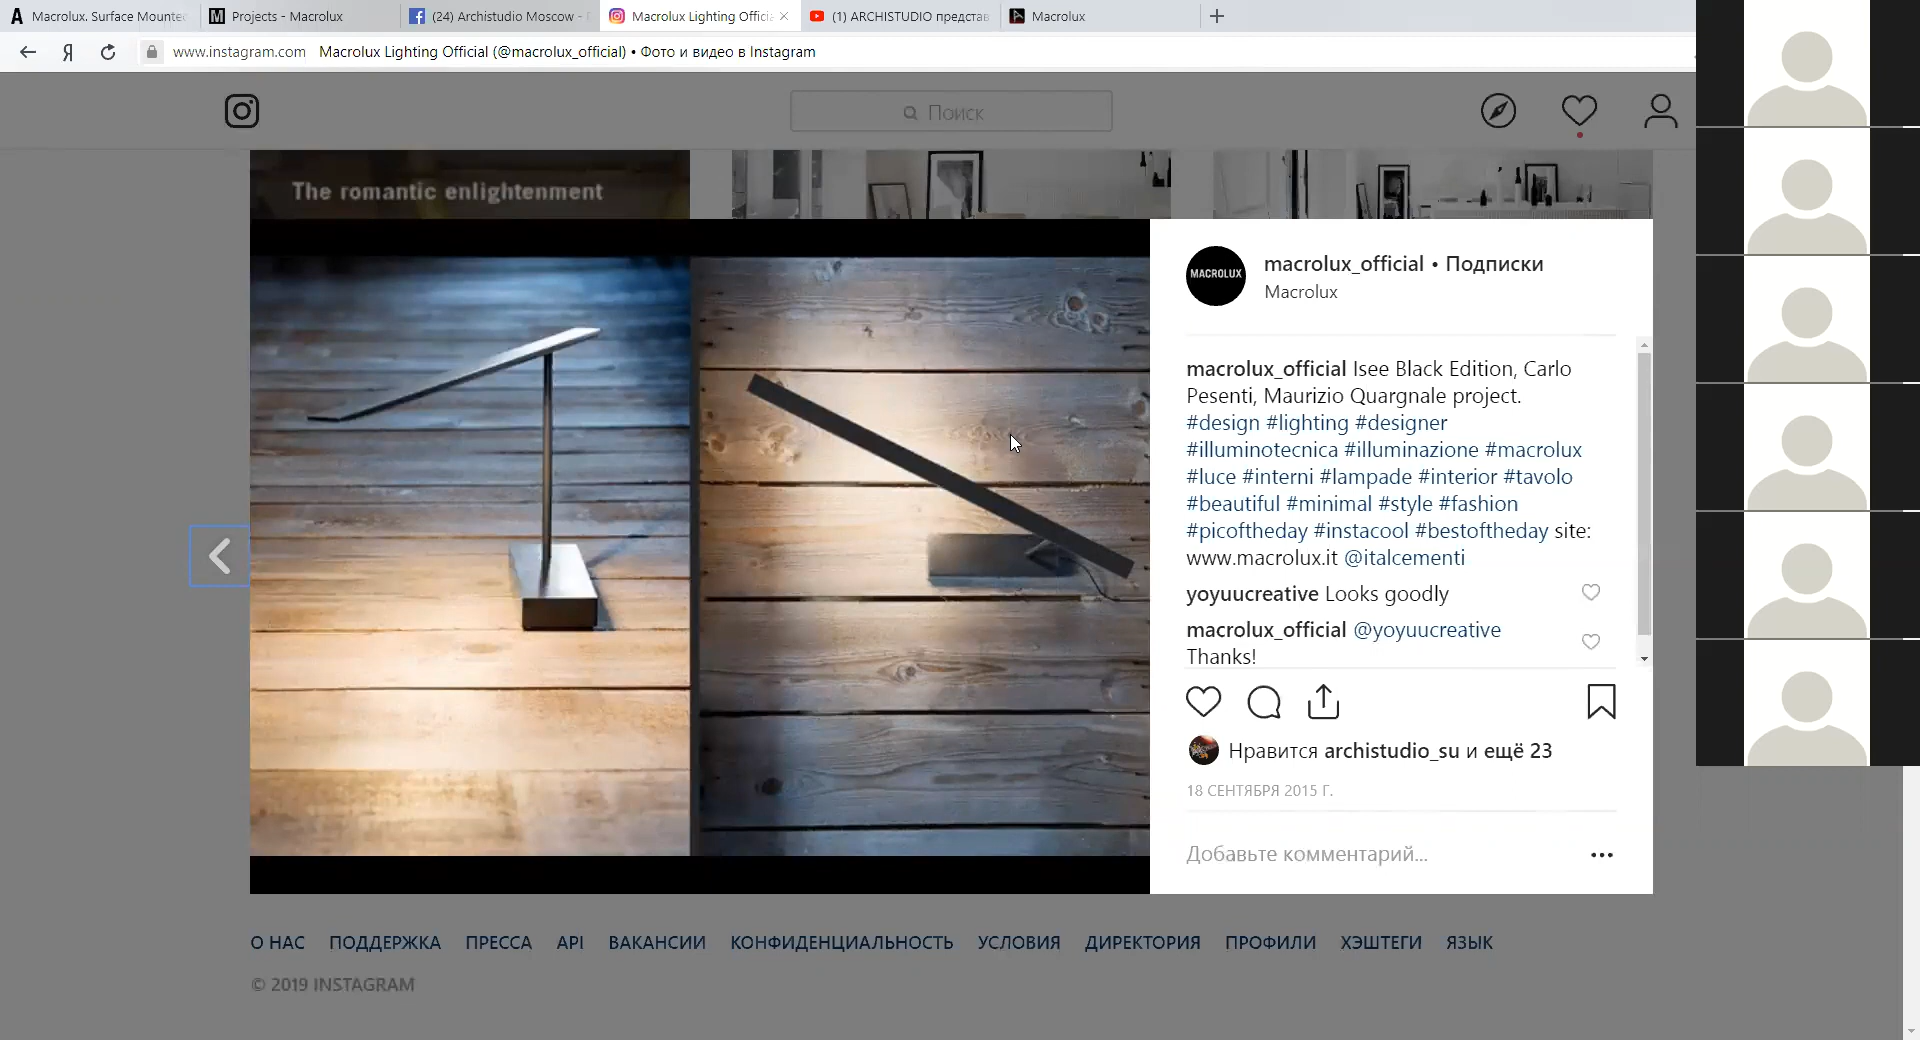 Macrolux. Surface Mounted
Projects - Macrolux
(24) Archistudio Moscow -
Macrolux Lighting Officia
(1) ARCHISTUDIO представ
Macrolux
Я
www.instagram.com Macrolux Lighting Official (@macrolux_official) • Фото и видео в Instagram
Поиск
The romantic enlightenment
MACROLUX
macrolux_official • Подписки
Macrolux
macrolux_official Isee Black Edition, Carlo
Pesenti, Maurizio Quargnale project.
#design #lighting #designer
#illuminotecnica #illuminazione #macrolux
#luce #interni #lampade #interior #tavolo
#beautiful #minimal #style #fashion
#picoftheday #instacool #bestoftheday site:
www.macrolux.it @italcementi
yoyuucreative Looks goodly
macrolux_official @yoyuucreative
Thanks!
Нравится archistudio_su и ещё 23
18 СЕНТЯБРЯ 2015 Г.
Добавьте комментарий...
О НАС ПОДДЕРЖКА ПРЕССА API ВАКАНСИИ КОНФИДЕНЦИАЛЬНОСТЬ УСЛОВИЯ ДИРЕКТОРИЯ ПРОФИЛИ ХЭШТЕГИ ЯЗЫК
© 2019 INSTAGRAM